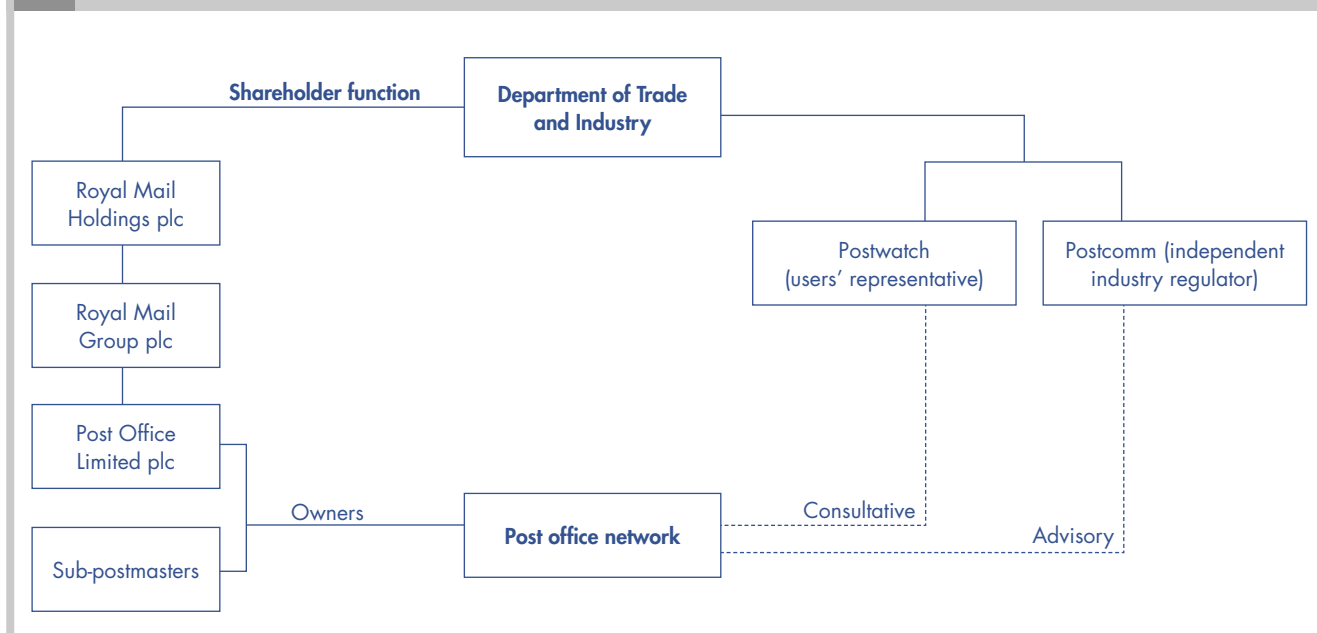 Shareholder function
Department of Trade
and Industry
Royal Mail
Holdings plc
Royal Mail
Group plc
Post Office
Limited plc
Sub-postmasters
Owners
Post office network
Postwatch
(users’ representative)
Postcomm (independent
industry regulator)
Consultative
Advisory